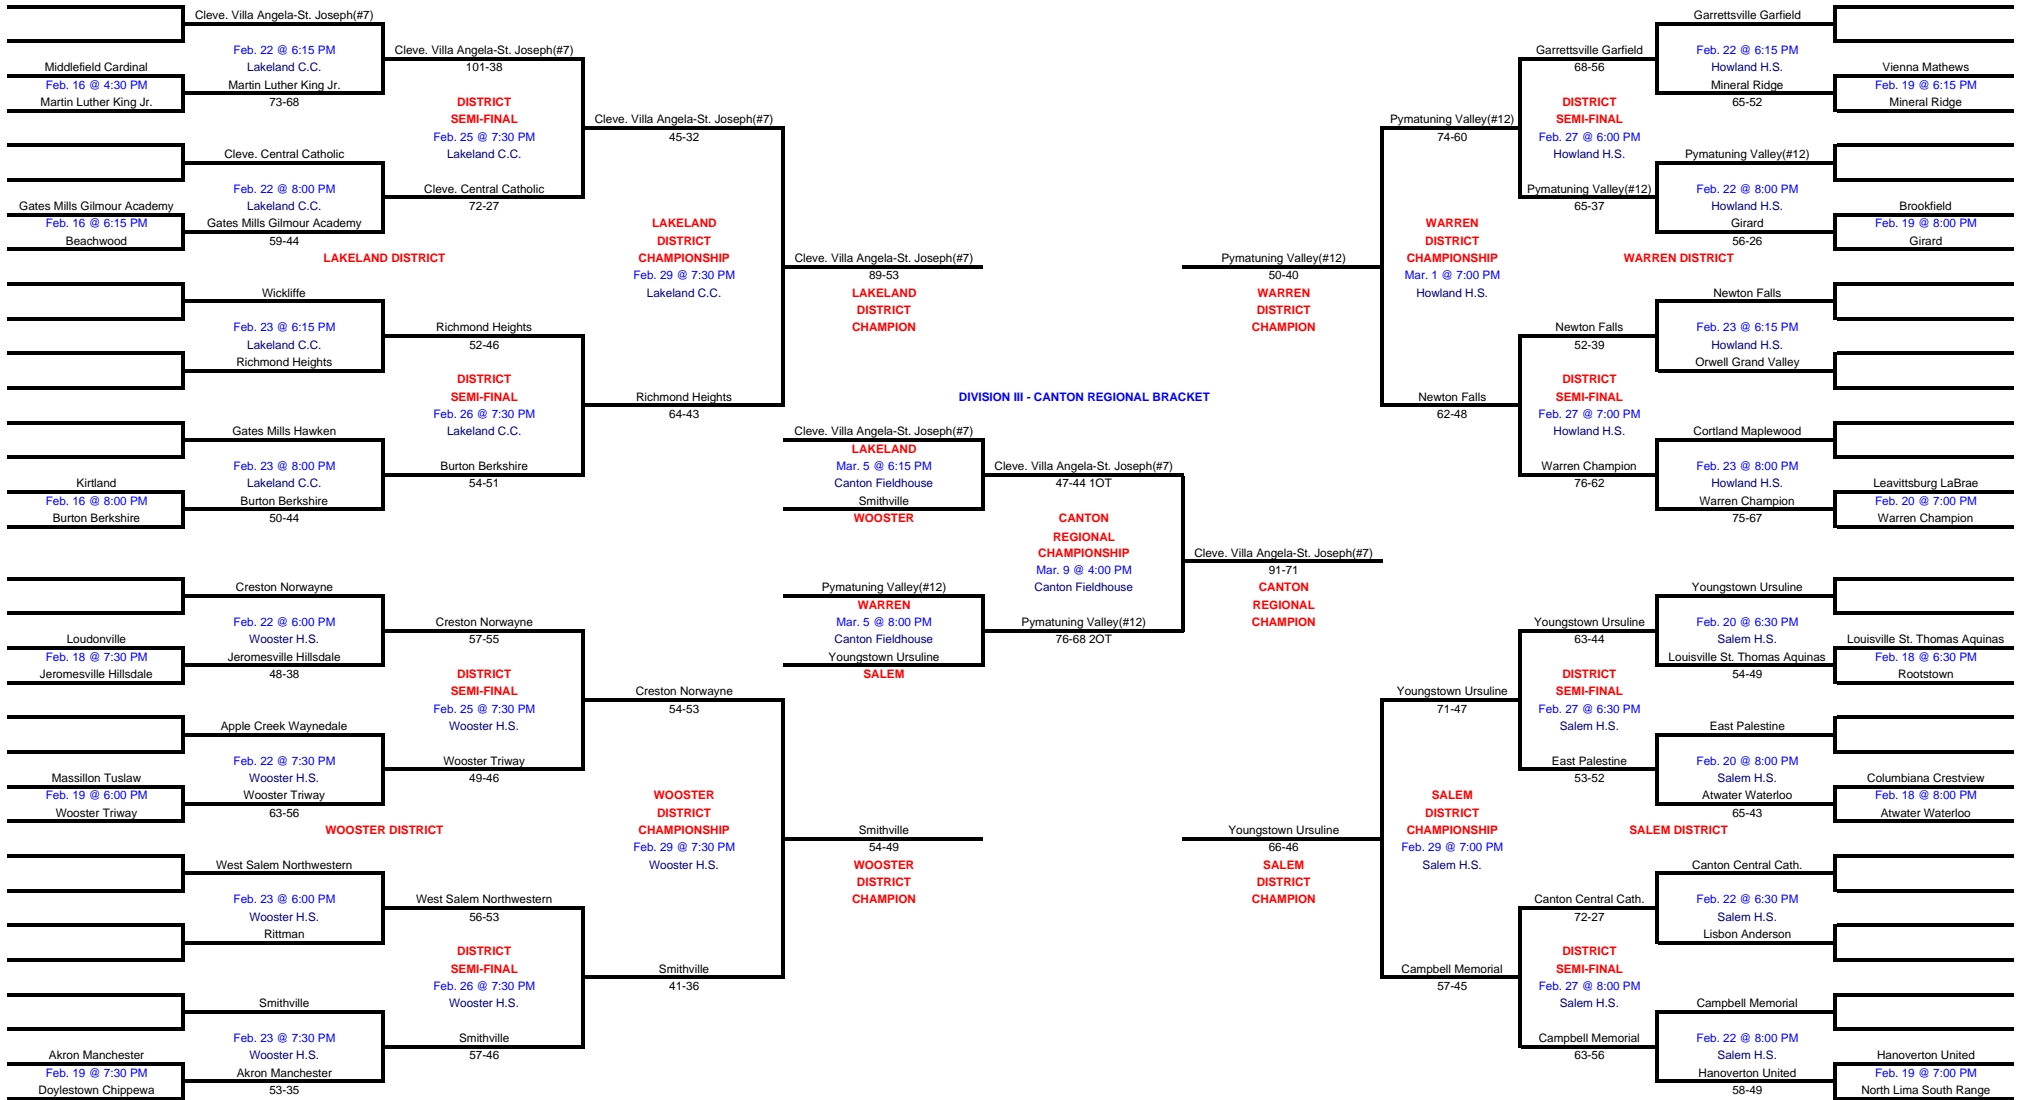 Cleve. Villa Angela-St. Joseph(#7)
Feb. 22 @ 6:15 PM
Lakeland C.C.
Middlefield Cardinal
Feb. 16 @ 4:30 PM
Martin Luther King Jr.
Martin Luther King Jr.
73-68
Cleve. Villa Angela-St. Joseph(#7)
101-38
DISTRICT
SEMI-FINAL
Feb. 25 @ 7:30 PM
Lakeland C.C.
Cleve. Central Catholic
Feb. 22 @ 8:00 PM
Lakeland C.C.
Gates Mills Gilmour Academy
Feb. 16 @ 6:15 PM
Beachwood
Gates Mills Gilmour Academy
59-44
Cleve. Central Catholic
72-27
Cleve. Villa Angela-St. Joseph(#7)
45-32
LAKELAND DISTRICT
LAKELAND
DISTRICT
CHAMPIONSHIP
Feb. 29 @ 7:30 PM
Lakeland C.C.
Cleve. Villa Angela-St. Joseph(#7)
89-53
LAKELAND
DISTRICT
CHAMPION
Wickliffe
Feb. 23 @ 6:15 PM
Lakeland C.C.
Richmond Heights
Richmond Heights
52-46
DISTRICT
SEMI-FINAL
Feb. 26 @ 7:30 PM
Lakeland C.C.
Richmond Heights
64-43
Gates Mills Hawken
Feb. 23 @ 8:00 PM
Lakeland C.C.
Kirtland
Feb. 16 @ 8:00 PM
Burton Berkshire
Burton Berkshire
50-44
Burton Berkshire
54-51
Garrettsville Garfield
Feb. 22 @ 6:15 PM
Howland H.S.
Vienna Mathews
Feb. 19 @ 6:15 PM
Mineral Ridge
Mineral Ridge
65-52
Garrettsville Garfield
68-56
DISTRICT
SEMI-FINAL
Feb. 27 @ 6:00 PM
Howland H.S.
Pymatuning Valley(#12)
74-60
Pymatuning Valley(#12)
Feb. 22 @ 8:00 PM
Howland H.S.
Brookfield
Feb. 19 @ 8:00 PM
Girard
Girard
56-26
Pymatuning Valley(#12)
65-37
WARREN DISTRICT
WARREN
DISTRICT
CHAMPIONSHIP
Mar. 1 @ 7:00 PM
Howland H.S.
Pymatuning Valley(#12)
50-40
WARREN
DISTRICT
CHAMPION
Newton Falls
Feb. 23 @ 6:15 PM
Howland H.S.
Orwell Grand Valley
Newton Falls
52-39
DISTRICT
SEMI-FINAL
Feb. 27 @ 7:00 PM
Howland H.S.
Newton Falls
62-48
Cortland Maplewood
Feb. 23 @ 8:00 PM
Howland H.S.
Leavittsburg LaBrae
Feb. 20 @ 7:00 PM
Warren Champion
Warren Champion
75-67
Warren Champion
76-62
DIVISION III - CANTON REGIONAL BRACKET
Cleve. Villa Angela-St. Joseph(#7)
LAKELAND
Mar. 5 @ 6:15 PM
Canton Fieldhouse
Smithville
WOOSTER
Cleve. Villa Angela-St. Joseph(#7)
47-44 1OT
CANTON
REGIONAL
CHAMPIONSHIP
Mar. 9 @ 4:00 PM
Canton Fieldhouse
Cleve. Villa Angela-St. Joseph(#7)
91-71
CANTON
REGIONAL
CHAMPION
Pymatuning Valley(#12)
WARREN
Mar. 5 @ 8:00 PM
Canton Fieldhouse
Youngstown Ursuline
SALEM
Pymatuning Valley(#12)
76-68 2OT
Creston Norwayne
Feb. 22 @ 6:00 PM
Wooster H.S.
Loudonville
Feb. 18 @ 7:30 PM
Jeromesville Hillsdale
Jeromesville Hillsdale
48-38
Creston Norwayne
57-55
DISTRICT
SEMI-FINAL
Feb. 25 @ 7:30 PM
Wooster H.S.
Creston Norwayne
54-53
Apple Creek Waynedale
Feb. 22 @ 7:30 PM
Wooster H.S.
Massillon Tuslaw
Feb. 19 @ 6:00 PM
Wooster Triway
Wooster Triway
63-56
Wooster Triway
49-46
WOOSTER DISTRICT
WOOSTER
DISTRICT
CHAMPIONSHIP
Feb. 29 @ 7:30 PM
Wooster H.S.
Smithville
54-49
WOOSTER
DISTRICT
CHAMPION
West Salem Northwestern
Feb. 23 @ 6:00 PM
Wooster H.S.
Rittman
West Salem Northwestern
56-53
DISTRICT
SEMI-FINAL
Feb. 26 @ 7:30 PM
Wooster H.S.
Smithville
41-36
Smithville
Feb. 23 @ 7:30 PM
Wooster H.S.
Akron Manchester
Feb. 19 @ 7:30 PM
Doylestown Chippewa
Akron Manchester
53-35
Smithville
57-46
Youngstown Ursuline
Feb. 20 @ 6:30 PM
Salem H.S.
Louisville St. Thomas Aquinas
Feb. 18 @ 6:30 PM
Rootstown
Louisville St. Thomas Aquinas
54-49
Youngstown Ursuline
63-44
DISTRICT
SEMI-FINAL
Feb. 27 @ 6:30 PM
Salem H.S.
Youngstown Ursuline
71-47
East Palestine
Feb. 20 @ 8:00 PM
Salem H.S.
Columbiana Crestview
Feb. 18 @ 8:00 PM
Atwater Waterloo
Atwater Waterloo
65-43
East Palestine
53-52
SALEM DISTRICT
SALEM
DISTRICT
CHAMPIONSHIP
Feb. 29 @ 7:00 PM
Salem H.S.
Youngstown Ursuline
66-46
SALEM
DISTRICT
CHAMPION
Canton Central Cath.
Feb. 22 @ 6:30 PM
Salem H.S.
Lisbon Anderson
Canton Central Cath.
72-27
DISTRICT
SEMI-FINAL
Feb. 27 @ 8:00 PM
Salem H.S.
Campbell Memorial
57-45
Campbell Memorial
Feb. 22 @ 8:00 PM
Salem H.S.
Hanoverton United
Feb. 19 @ 7:00 PM
North Lima South Range
Hanoverton United
58-49
Campbell Memorial
63-56